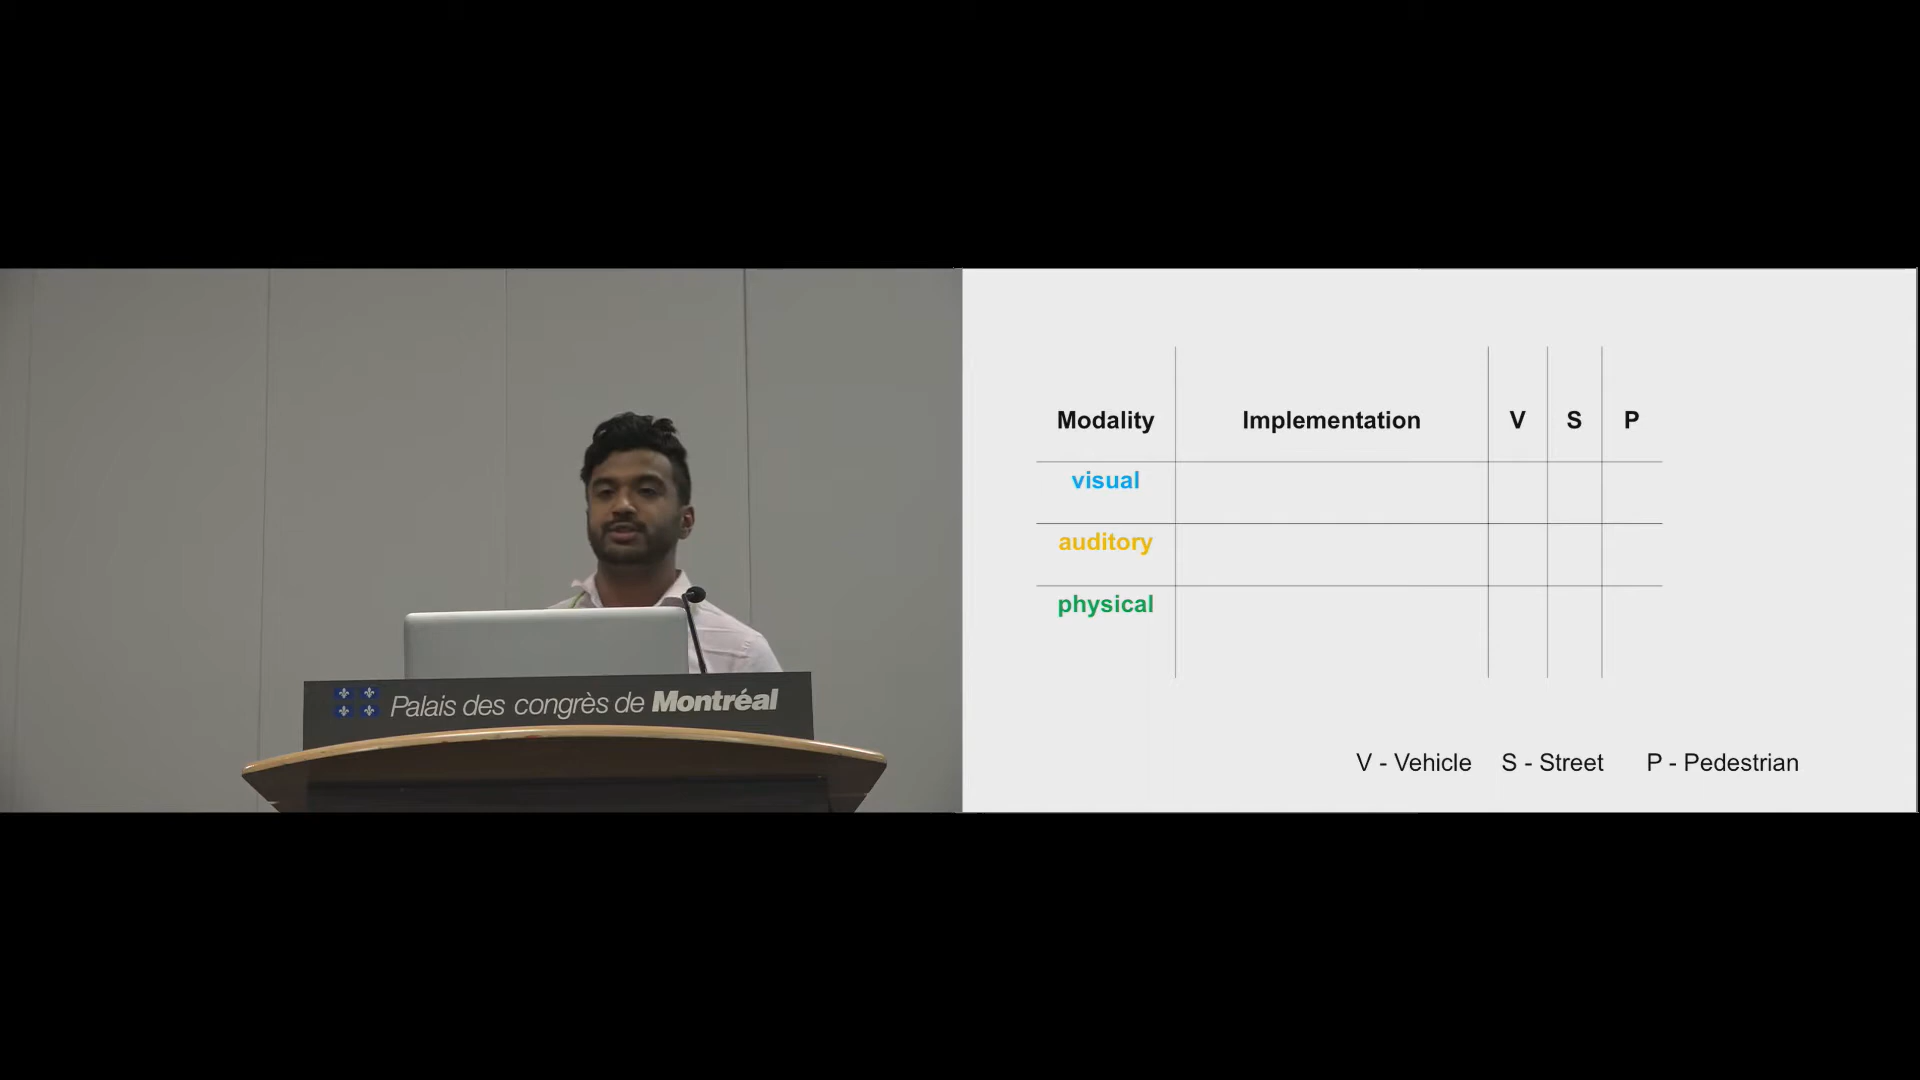 Palais des congrès de Montréal
Modality Implementation V S P
visual
auditory
physical
V - Vehicle S - Street P - Pedestrian